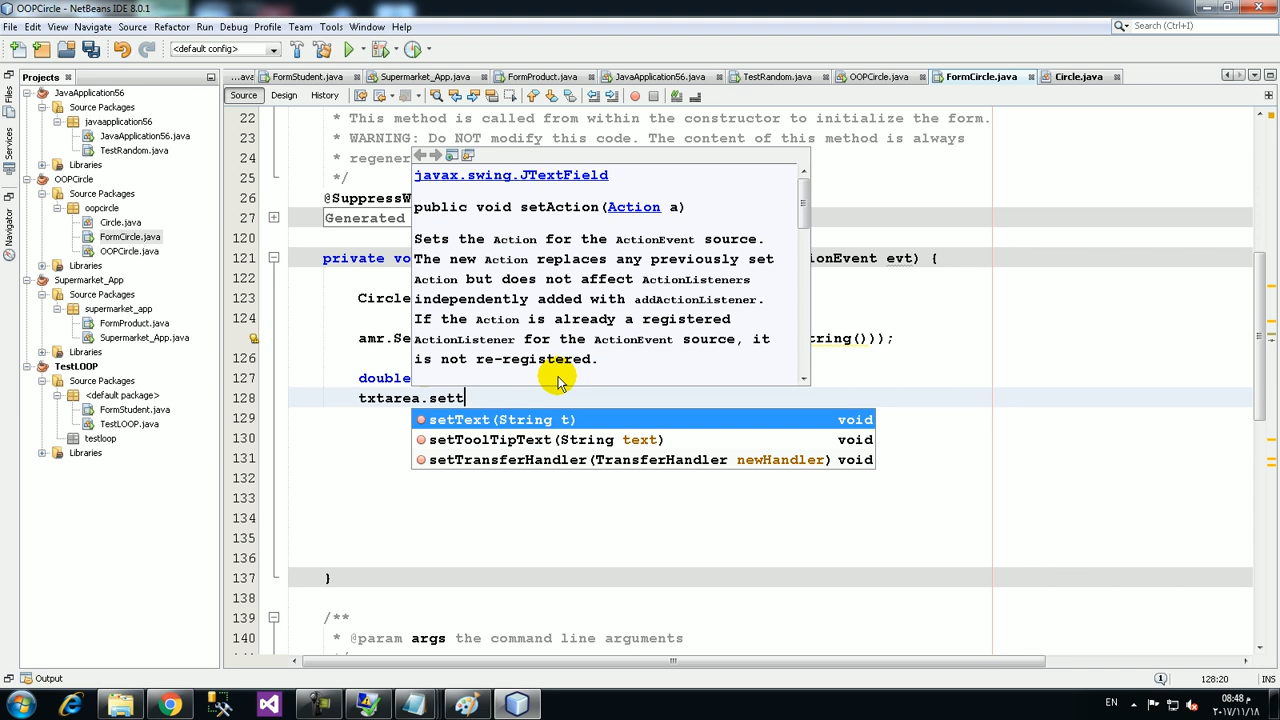 OOPCircle - NetBeans IDE 8.0.1
File Edit View Navigate Source Refactor Run Debug Profile Team Tools Window Help
Search (Ctrl+I)
<default config>
Projects
...ave FormStudent.java Supermarket_App.java FormProduct.java JavaApplication56.java TestRandom.java OOPCircle.java FormCircle.java Circle.java
Source Design History
Files
Services
Navigator
JavaApplication56
Source Packages
javaapplication56
JavaApplication56.java
TestRandom.java
Libraries
OOPCircle
Source Packages
oopcircle
Circle.java
FormCircle.java
OOPCircle.java
Libraries
Supermarket_App
Source Packages
supermarket_app
FormProduct.java
Supermarket_App.java
Libraries
TestLOOP
Source Packages
<default package>
FormStudent.java
TestLOOP.java
testloop
Libraries
22 * This method is called from within the constructor to initialize the form.
23 * WARNING: Do NOT modify this code. The content of this method is always
24 * regener
25 */
26 @SuppressW
27 Generated
120
121 private vo ionEvent evt) {
122
123 Circle
124
amr.Se tring()));
126
127 double
128 txtarea.sett
129
130
131
132
133
134
135
136
137 }
138
139 /**
140 * @param args the command line arguments
javax.swing.JTextField
public void setAction(Action a)
Sets the Action for the ActionEvent source.
The new Action replaces any previously set
Action but does not affect ActionListeners
independently added with addActionListener.
If the Action is already a registered
ActionListener for the ActionEvent source, it
is not re-registered.
setText(String t) void
setToolTipText(String text) void
setTransferHandler(TransferHandler newHandler) void
Output
1 128:20 INS
EN
08:48 م
٢٠١٧/١١/١٨